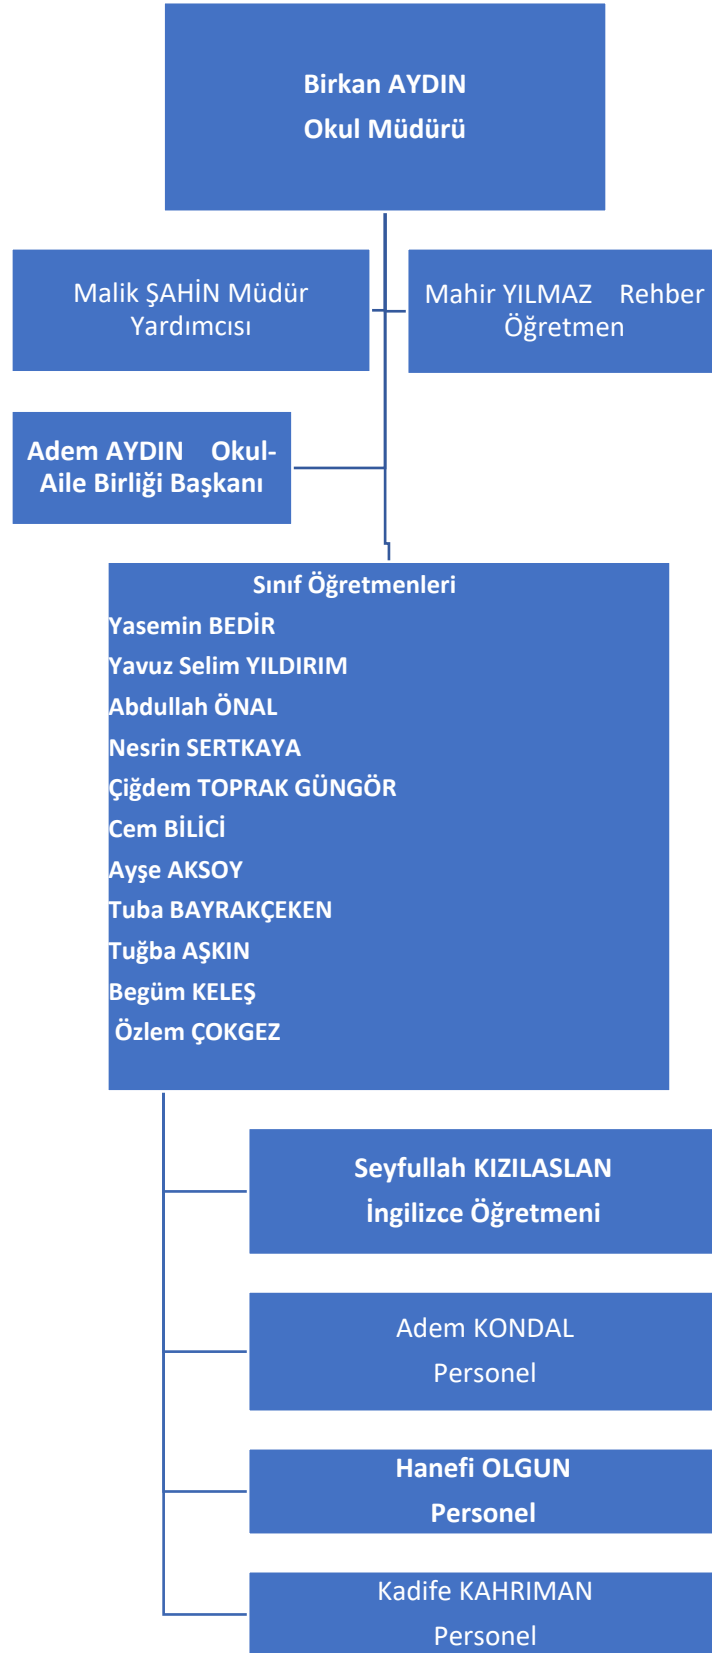 Birkan AYDIN
Okul Müdürü
Malik ŞAHİN Müdür
Yardımcısı
Mahir YILMAZ Rehber
Öğretmen
Adem AYDIN Okul-
Aile Birliği Başkanı
Sınıf Öğretmenleri
Yasemin BEDİR
Yavuz Selim YILDIRIM
Abdullah ÖNAL
Nesrin SERTKAYA
Çiğdem TOPRAK GÜNGÖR
Cem BİLİCİ
Ayşe AKSOY
Tuba BAYRAKÇEKEN
Tuğba AŞKIN
Begüm KELEŞ
Özlem ÇOKGEZ
Seyfullah KIZILASLAN
İngilizce Öğretmeni
Adem KONDAL
Personel
Hanefi OLGUN
Personel
Kadife KAHRIMAN
Personel